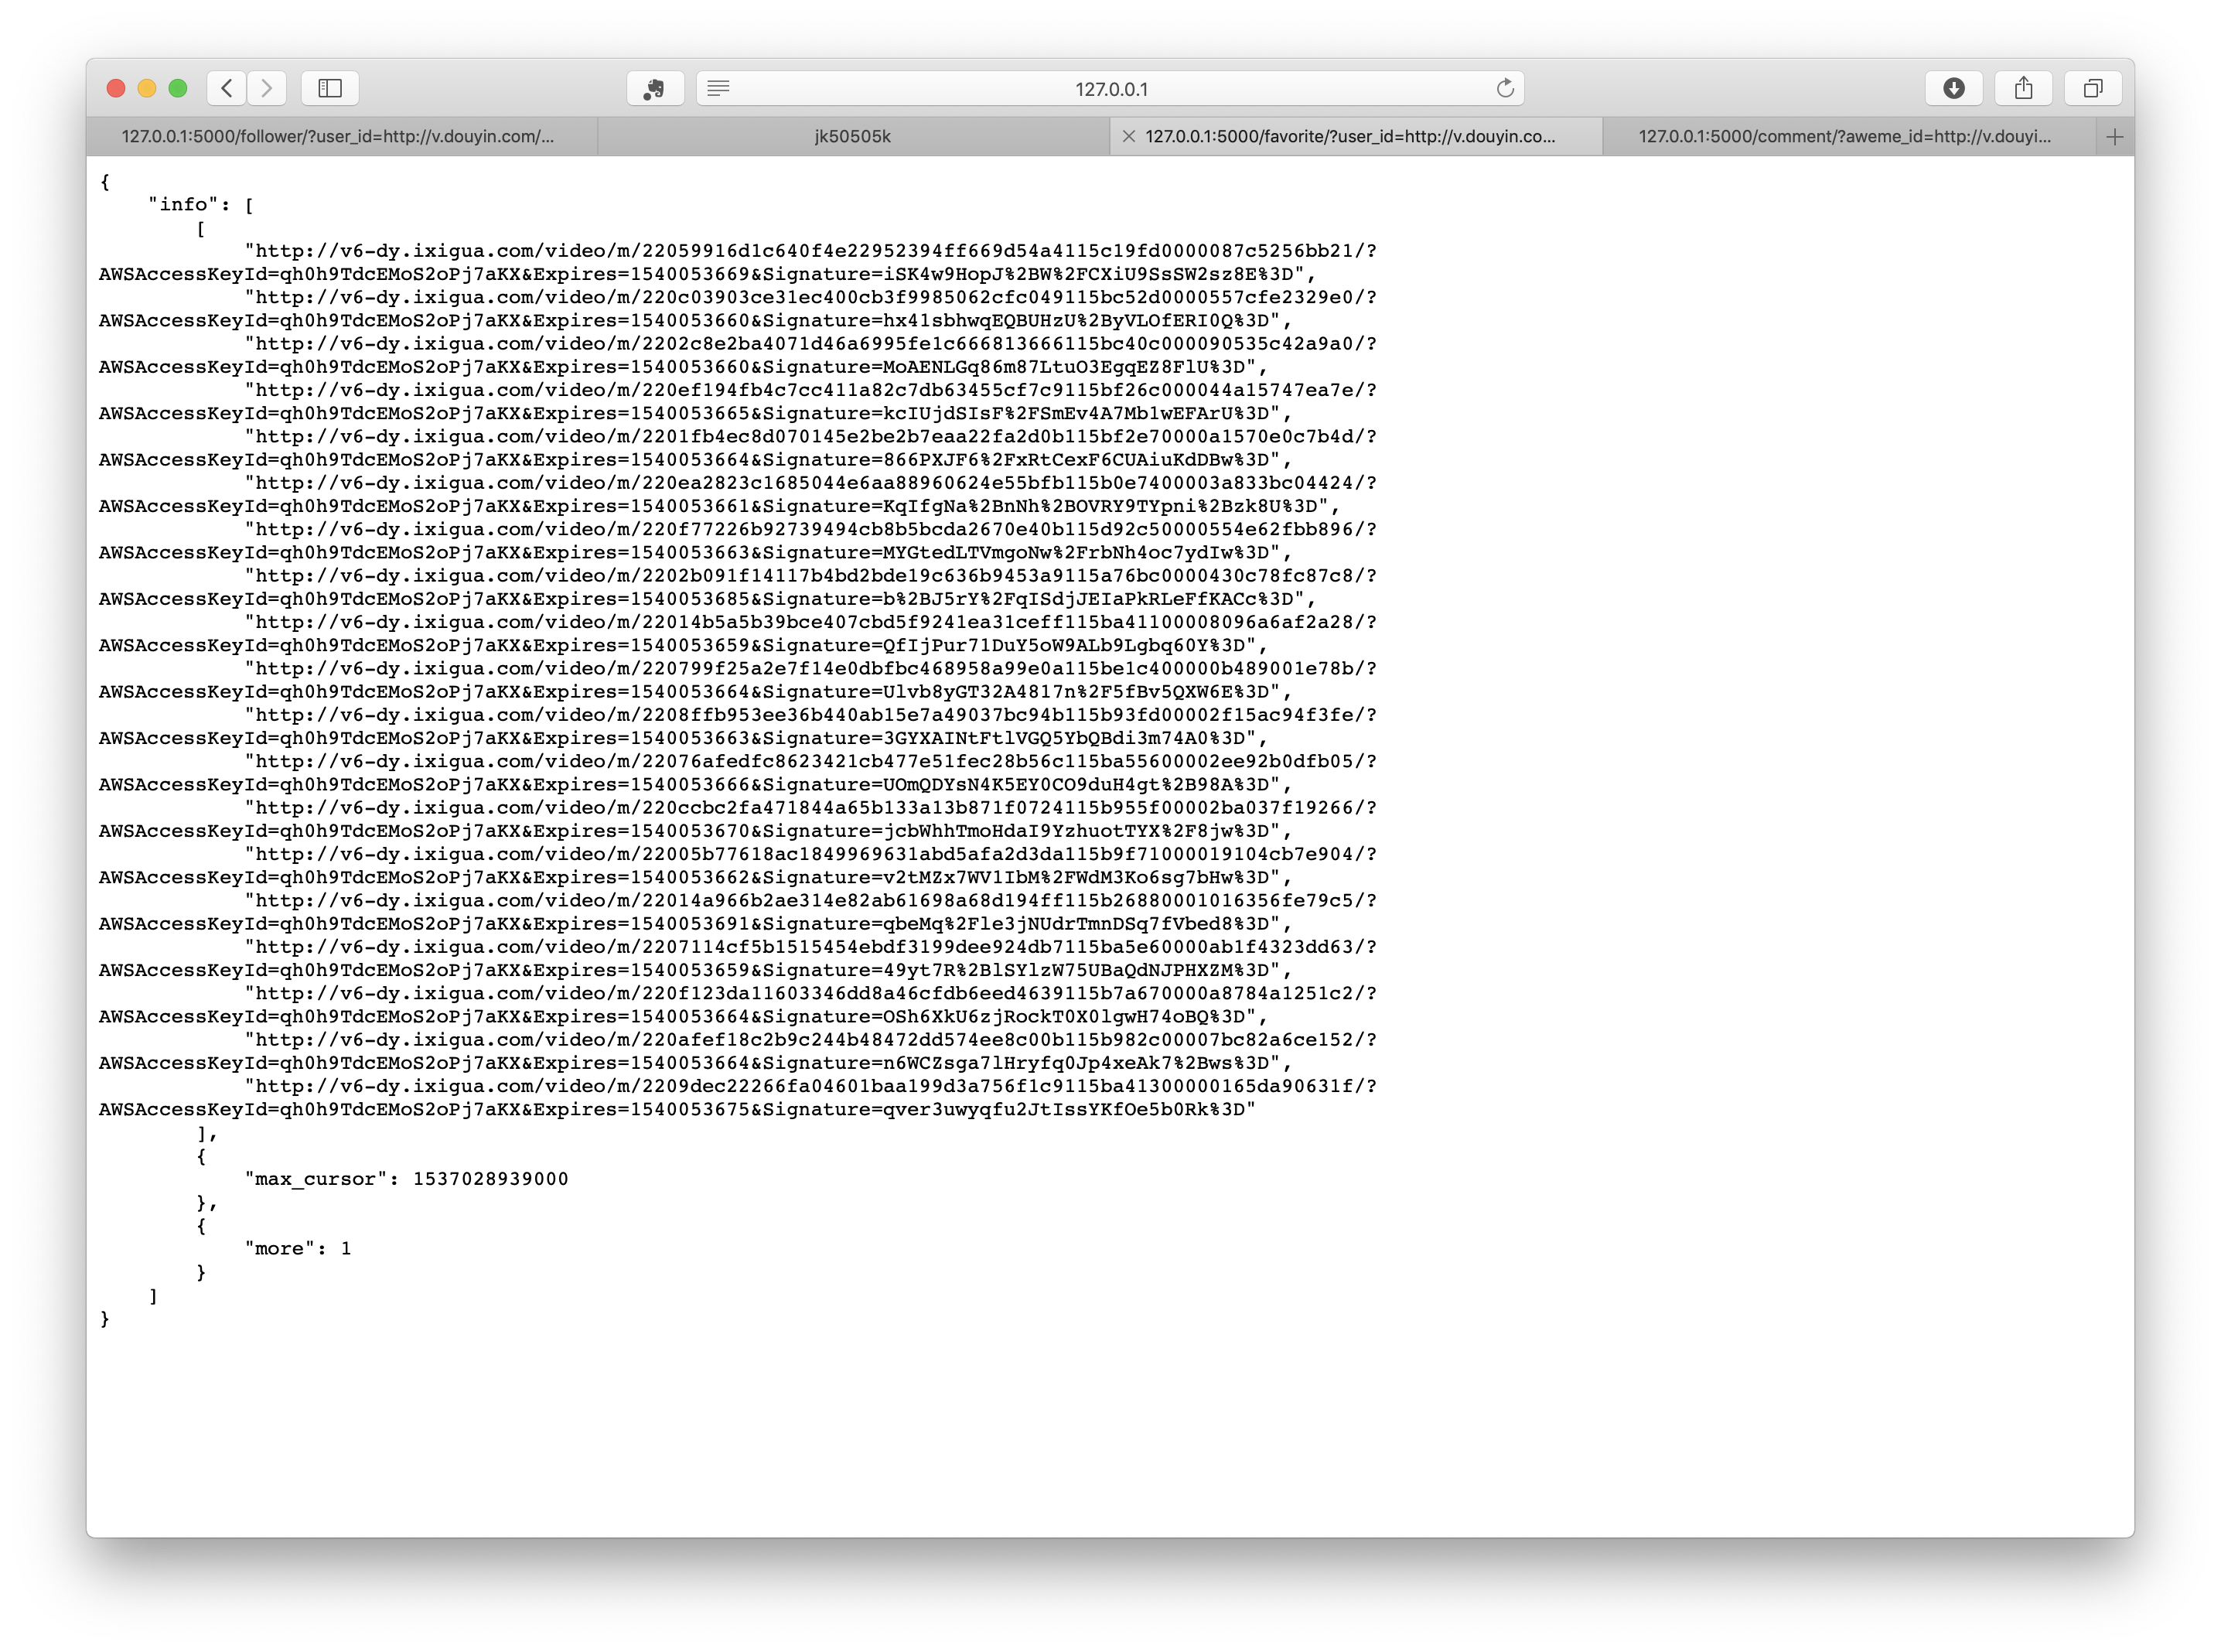 127.0.0.1
127.0.0.1:5000/follower/?user_id=http://v.douyin.com/...
jk50505k
127.0.0.1:5000/favorite/?user_id=http://v.douyin.co...
127.0.0.1:5000/comment/?aweme_id=http://v.douyi...
{
"info": [
[
"http://v6-dy.ixigua.com/video/m/22059916d1c640f4e22952394ff669d54a4115c19fd0000087c5256bb21/?
AWSAccessKeyId=qh0h9TdcEMoS2oPj7aKX&Expires=1540053669&Signature=iSK4w9HopJ%2BW%2FCXiU9SsSW2sz8E%3D",
"http://v6-dy.ixigua.com/video/m/220c03903ce31ec400cb3f9985062cfc049115bc52d0000557cfe2329e0/?
AWSAccessKeyId=qh0h9TdcEMoS2oPj7aKX&Expires=1540053660&Signature=hx41sbhwqEQBUHzU%2ByVLOfERI0Q%3D",
"http://v6-dy.ixigua.com/video/m/2202c8e2ba4071d46a6995fe1c666813666115bc40c000090535c42a9a0/?
AWSAccessKeyId=qh0h9TdcEMoS2oPj7aKX&Expires=1540053660&Signature=MoAENLGq86m87LtuO3EgqEZ8FlU%3D",
"http://v6-dy.ixigua.com/video/m/220ef194fb4c7cc411a82c7db63455cf7c9115bf26c000044a15747ea7e/?
AWSAccessKeyId=qh0h9TdcEMoS2oPj7aKX&Expires=1540053665&Signature=kcIUjdSIsF%2FSmEv4A7Mb1wEFArU%3D",
"http://v6-dy.ixigua.com/video/m/2201fb4ec8d070145e2be2b7eaa22fa2d0b115bf2e70000a1570e0c7b4d/?
AWSAccessKeyId=qh0h9TdcEMoS2oPj7aKX&Expires=1540053664&Signature=866PXJF6%2FxRtCexF6CUAiuKdDBw%3D",
"http://v6-dy.ixigua.com/video/m/220ea2823c1685044e6aa88960624e55bfb115b0e7400003a833bc04424/?
AWSAccessKeyId=qh0h9TdcEMoS2oPj7aKX&Expires=1540053661&Signature=KqIfgNa%2BnNh%2BOVRY9TYpni%2Bzk8U%3D",
"http://v6-dy.ixigua.com/video/m/220f77226b92739494cb8b5bcda2670e40b115d92c50000554e62fbb896/?
AWSAccessKeyId=qh0h9TdcEMoS2oPj7aKX&Expires=1540053663&Signature=MYGtedLTVmgoNw%2FrbNh4oc7ydIw%3D",
"http://v6-dy.ixigua.com/video/m/2202b091f14117b4bd2bde19c636b9453a9115a76bc0000430c78fc87c8/?
AWSAccessKeyId=qh0h9TdcEMoS2oPj7aKX&Expires=1540053685&Signature=b%2BJ5rY%2FqISdjJEIaPkRLeFfKACc%3D",
"http://v6-dy.ixigua.com/video/m/22014b5a5b39bce407cbd5f9241ea31ceff115ba41100008096a6af2a28/?
AWSAccessKeyId=qh0h9TdcEMoS2oPj7aKX&Expires=1540053659&Signature=QfIjPur71DuY5oW9ALb9Lgbq60Y%3D",
"http://v6-dy.ixigua.com/video/m/220799f25a2e7f14e0dbfbc468958a99e0a115be1c400000b489001e78b/?
AWSAccessKeyId=qh0h9TdcEMoS2oPj7aKX&Expires=1540053664&Signature=Ulvb8yGT32A4817n%2F5fBv5QXW6E%3D",
"http://v6-dy.ixigua.com/video/m/2208ffb953ee36b440ab15e7a49037bc94b115b93fd00002f15ac94f3fe/?
AWSAccessKeyId=qh0h9TdcEMoS2oPj7aKX&Expires=1540053663&Signature=3GYXAINtFtlVGQ5YbQBdi3m74A0%3D",
"http://v6-dy.ixigua.com/video/m/22076afedfc8623421cb477e51fec28b56c115ba55600002ee92b0dfb05/?
AWSAccessKeyId=qh0h9TdcEMoS2oPj7aKX&Expires=1540053666&Signature=UOmQDYsN4K5EY0CO9duH4gt%2B98A%3D",
"http://v6-dy.ixigua.com/video/m/220ccbc2fa471844a65b133a13b871f0724115b955f00002ba037f19266/?
AWSAccessKeyId=qh0h9TdcEMoS2oPj7aKX&Expires=1540053670&Signature=jcbWhhTmoHdaI9YzhuotTYX%2F8jw%3D",
"http://v6-dy.ixigua.com/video/m/22005b77618ac1849969631abd5afa2d3da115b9f71000019104cb7e904/?
AWSAccessKeyId=qh0h9TdcEMoS2oPj7aKX&Expires=1540053662&Signature=v2tMZx7WV1IbM%2FWdM3Ko6sg7bHw%3D",
"http://v6-dy.ixigua.com/video/m/22014a966b2ae314e82ab61698a68d194ff115b26880001016356fe79c5/?
AWSAccessKeyId=qh0h9TdcEMoS2oPj7aKX&Expires=1540053691&Signature=qbeMq%2Fle3jNUdrTmnDSq7fVbed8%3D",
"http://v6-dy.ixigua.com/video/m/2207114cf5b1515454ebdf3199dee924db7115ba5e60000ab1f4323dd63/?
AWSAccessKeyId=qh0h9TdcEMoS2oPj7aKX&Expires=1540053659&Signature=49yt7R%2BlSYlzW75UBaQdNJPHXZM%3D",
"http://v6-dy.ixigua.com/video/m/220f123da11603346dd8a46cfdb6eed4639115b7a670000a8784a1251c2/?
AWSAccessKeyId=qh0h9TdcEMoS2oPj7aKX&Expires=1540053664&Signature=OSh6XkU6zjRockT0X0lgwH74oBQ%3D",
"http://v6-dy.ixigua.com/video/m/220afef18c2b9c244b48472dd574ee8c00b115b982c00007bc82a6ce152/?
AWSAccessKeyId=qh0h9TdcEMoS2oPj7aKX&Expires=1540053664&Signature=n6WCZsga7lHryfq0Jp4xeAk7%2Bws%3D",
"http://v6-dy.ixigua.com/video/m/2209dec22266fa04601baa199d3a756f1c9115ba41300000165da90631f/?
AWSAccessKeyId=qh0h9TdcEMoS2oPj7aKX&Expires=1540053675&Signature=qver3uwyqfu2JtIssYKfOe5b0Rk%3D"
],
{
"max_cursor": 1537028939000
},
{
"more": 1
}
]
}